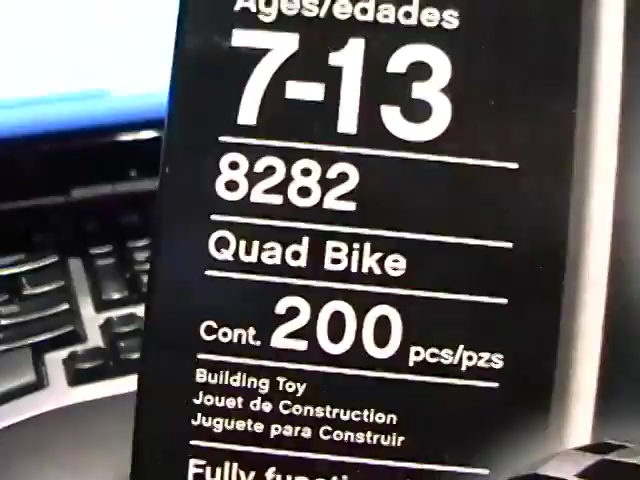 Ages/edades
7-13
8282
Quad Bike
Cont. 200 pcs/pzs
Building Toy
Jouet de Construction
Juguete para Construir
Fully